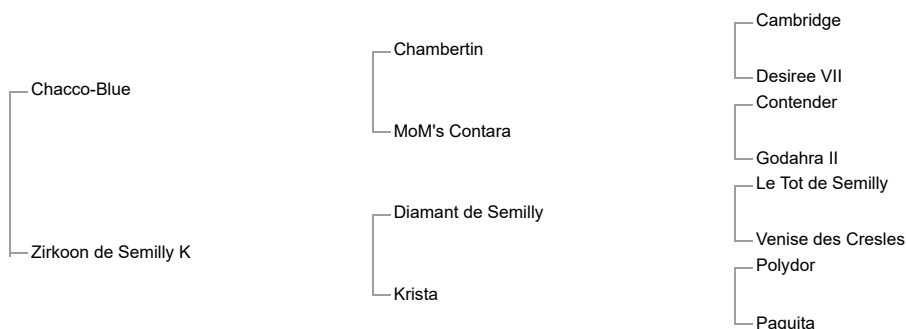 Cambridge
Chambertin
Desiree VII
Chacco-Blue
Contender
MoM's Contara
Godahra II
Le Tot de Semilly
Diamant de Semilly
Venise des Cresles
Zirkoon de Semilly K
Polydor
Krista
Paquita